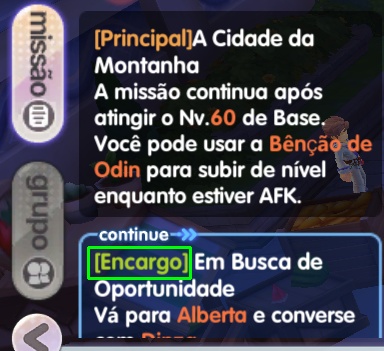 missão
grupo
[Principal]A Cidade da
Montanha
A missão continua após
atingir o Nv.60 de Base.
Você pode usar a Bênção de
Odin para subir de nível
enquanto estiver AFK.
continue
[Encargo] Em Busca de
Oportunidade
Vá para Alberta e converse